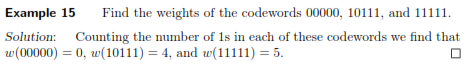 Example 15 Find the weights of the codewords 00000, 10111, and 11111.
Solution: Counting the number of 1s in each of these codewords we find that
w(00000) = 0, w(10111) = 4, and w(11111) = 5. □